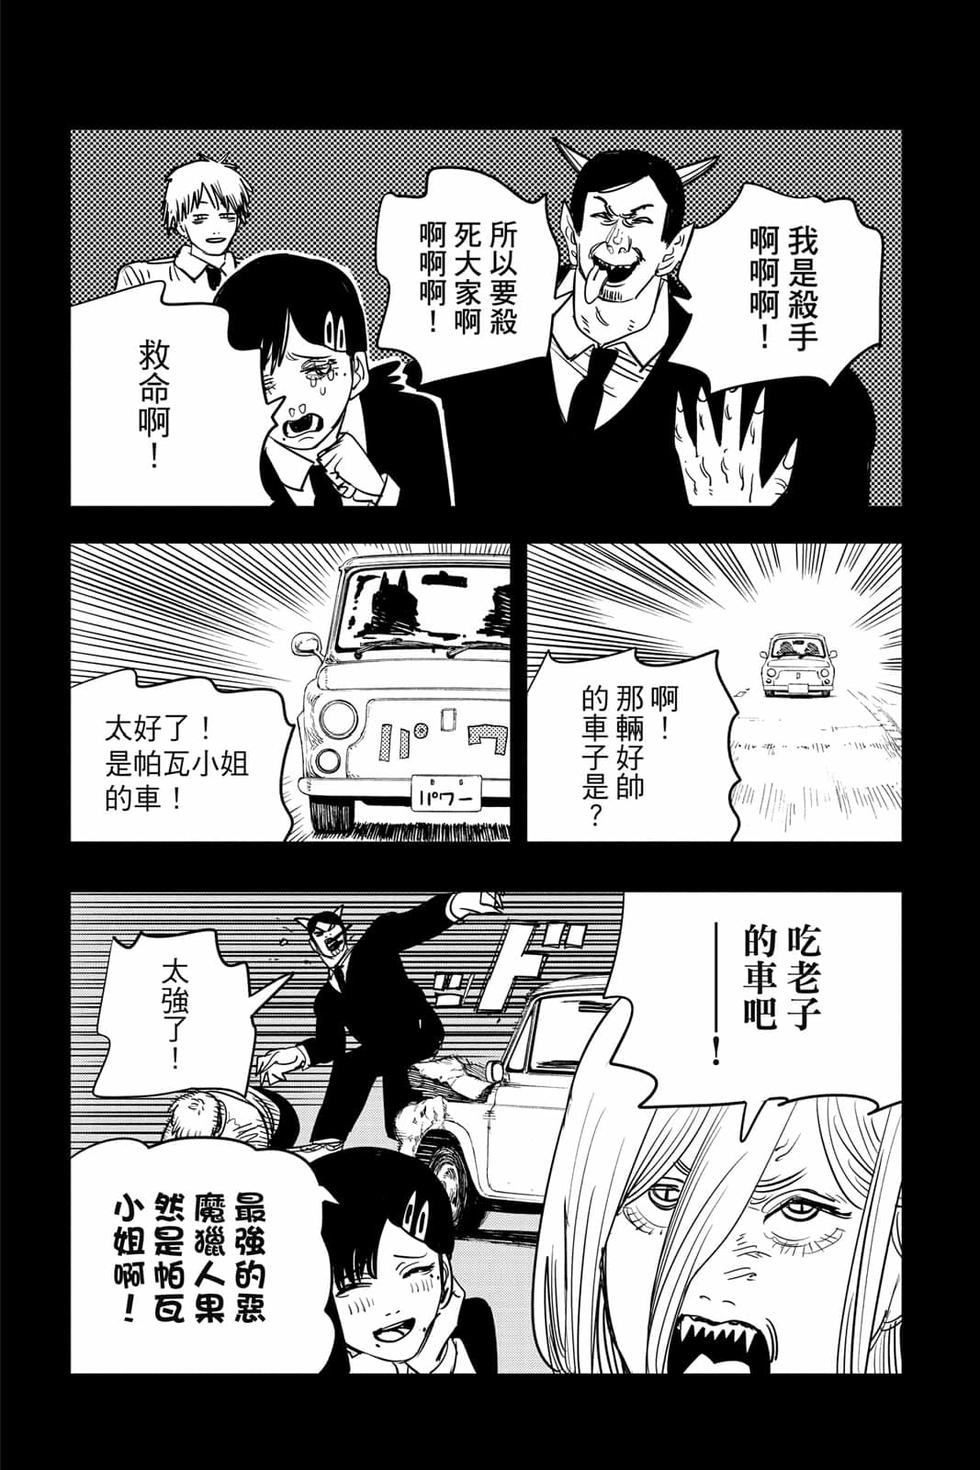 我是殺手
啊啊啊！
所以要殺
死大家啊
啊啊啊！
救命啊！
啊！
那輛好帥
的車子是？
太好了！
是帕瓦小姐
的車！
パワー
パワー
吃老子
的車吧
——！
太強了！
最強的惡
魔獵人果
然是帕瓦
小姐啊！